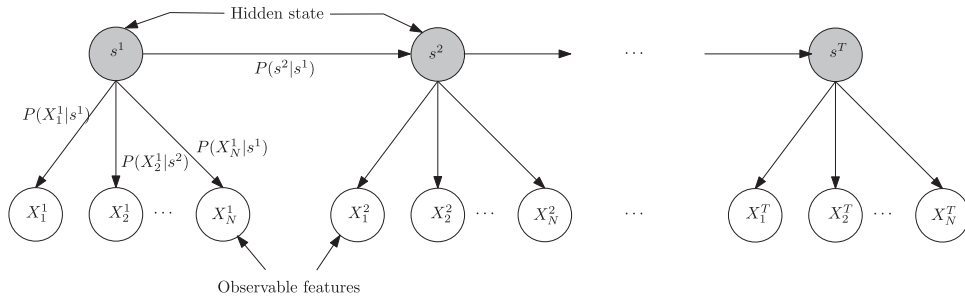 Hidden state
s^1 s^2 ... s^T
P(s^2|s^1)
P(X_1^1|s^1)
P(X_N^1|s^1)
P(X_2^1|s^2)
X_1^1 X_2^1 ... X_N^1 X_1^2 X_2^2 ... X_N^2 ... X_1^T X_2^T ... X_N^T
Observable features